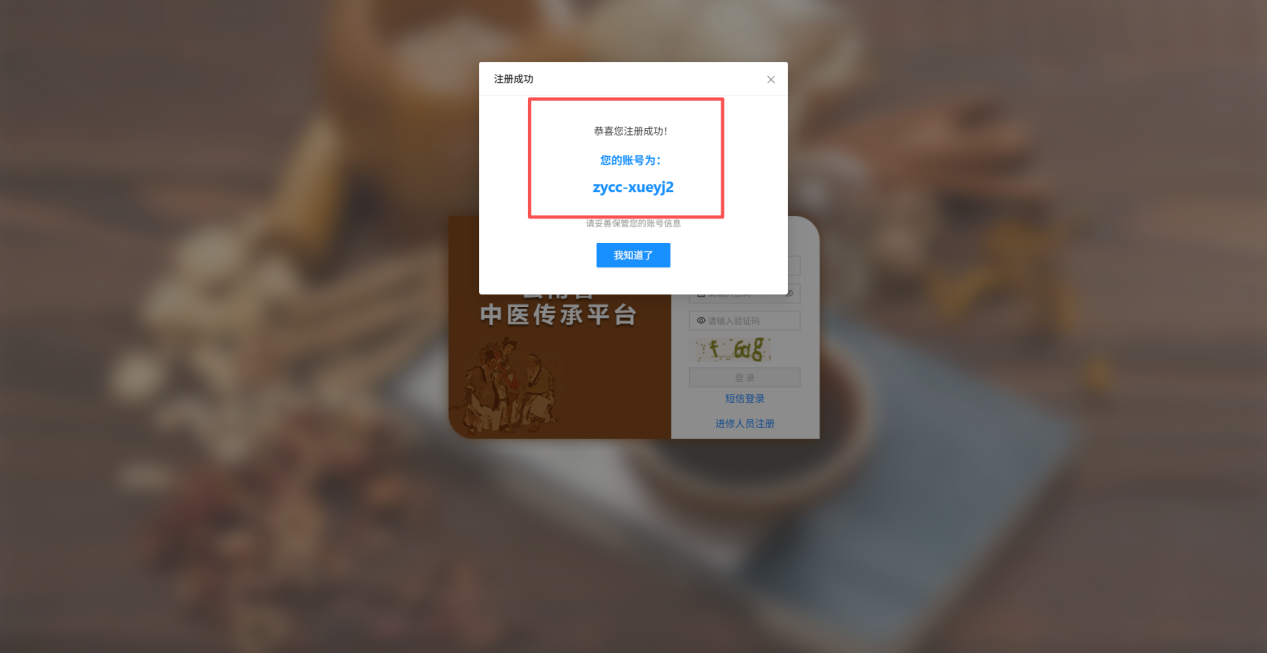 注册成功
恭喜您注册成功!
您的账号为:
zycc-xueyj2
请妥善保管您的账号信息
我知道了
中医传承平台
请输入验证码
登 录
短信登录
进修人员注册